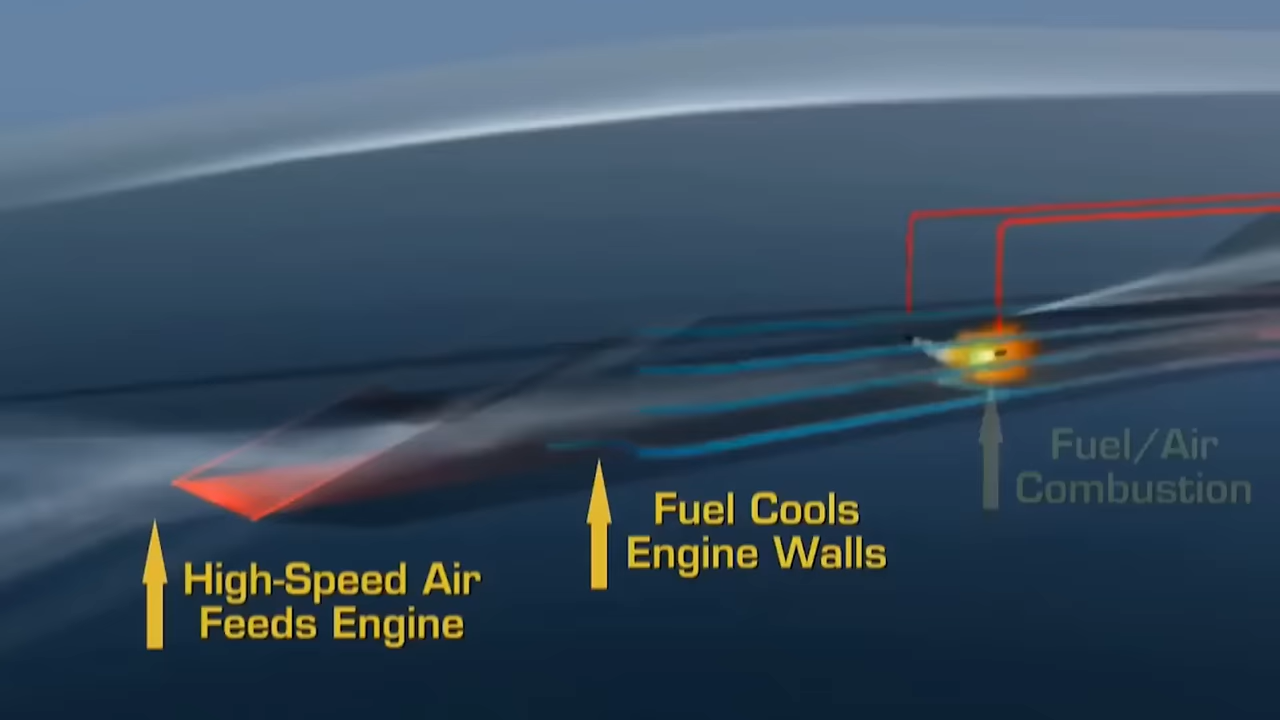 High-Speed Air
Feeds Engine
Fuel Cools
Engine Walls
Fuel/Air
Combustion